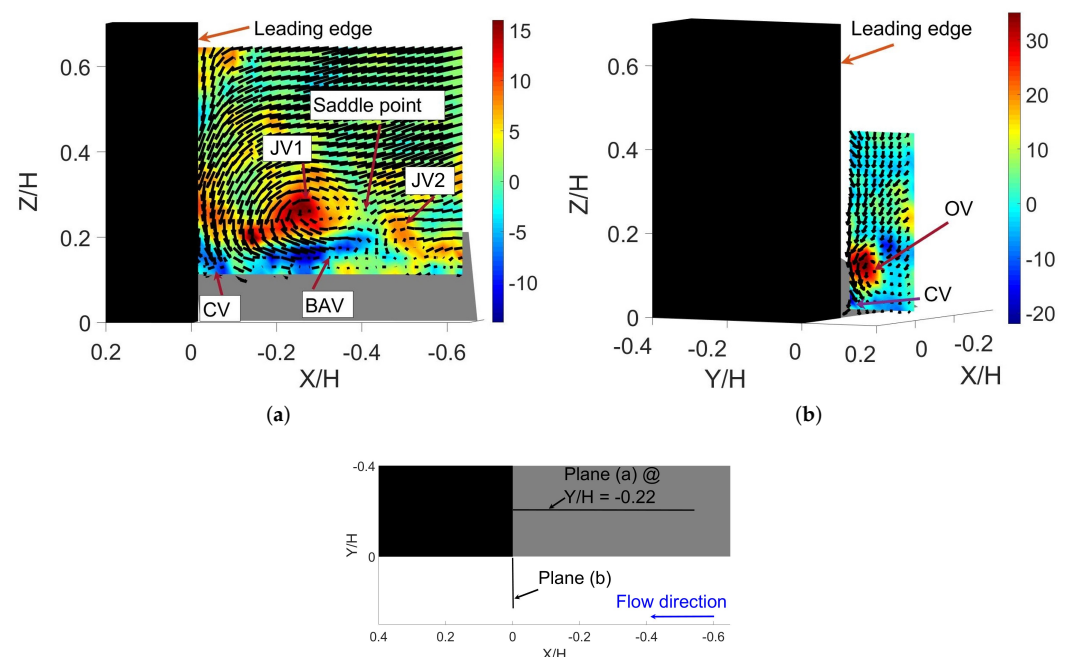 Leading edge
Saddle point
JV1
JV2
CV
BAV
Z/H
0.6
0.4
0.2
0
0.2
0
-0.2
-0.4
-0.6
X/H
15
10
5
0
-5
-10
(a)
Leading edge
OV
CV
Z/H
0.6
0.4
0.2
0
-0.4
-0.2
0
0.2
0
-0.2
Y/H
X/H
30
20
10
0
-10
-20
(b)
-0.4
Plane (a) @
Y/H = -0.22
Y/H
0
Plane (b)
Flow direction
0.4
0.2
0
-0.2
-0.4
-0.6
X/H